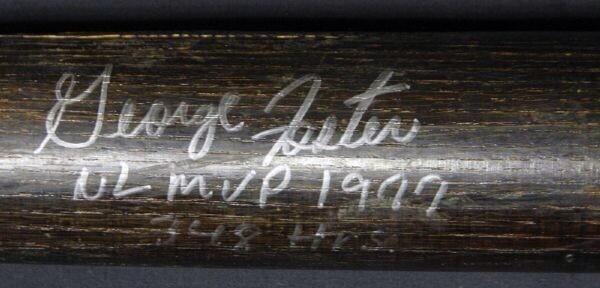 George Foster
NL MVP 1977
348 Hrs